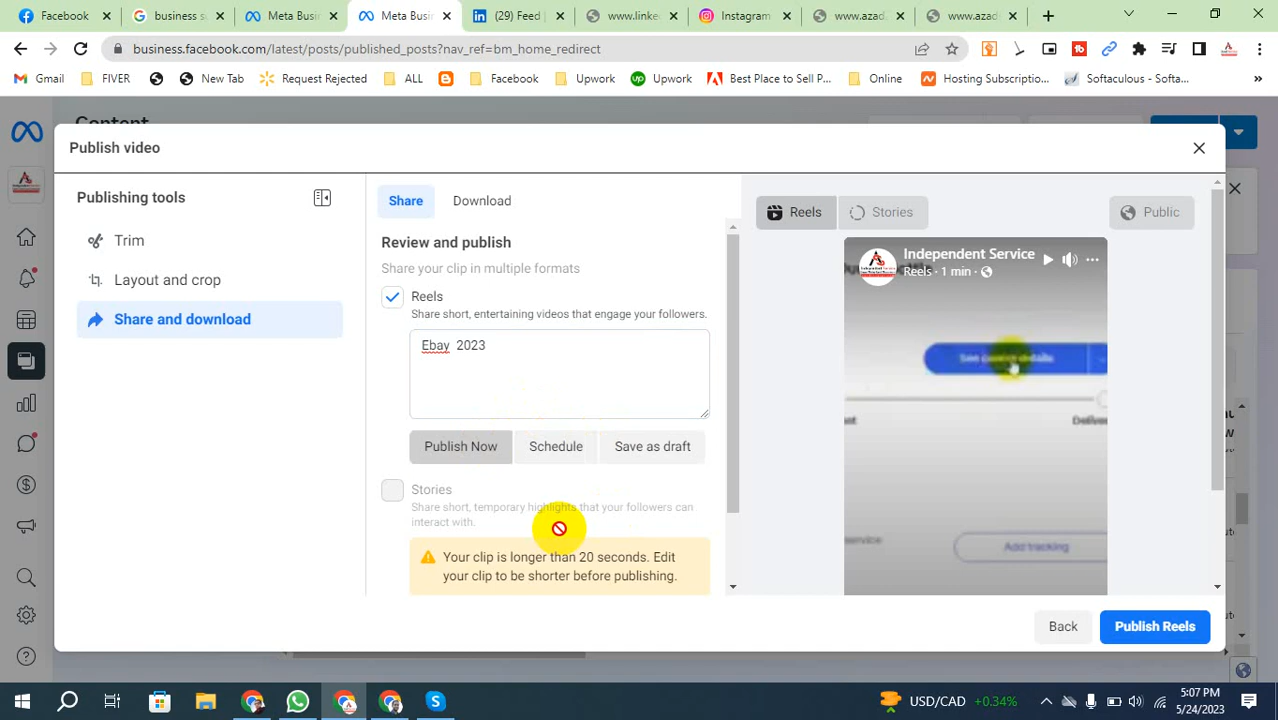 Facebook
business s
Meta Busin
Meta Busin
(29) Feed
www.linke
Instagram
www.azad
www.azad
business.facebook.com/latest/posts/published_posts?nav_ref=bm_home_redirect
Gmail
FIVER
New Tab
Request Rejected
ALL
Facebook
Upwork
Upwork
Best Place to Sell P...
Online
Hosting Subscriptio...
Softaculous - Softa...
»
Content
Publish video
Publishing tools
Trim
Layout and crop
Share and download
Share
Download
Review and publish
Share your clip in multiple formats
Reels
Share short, entertaining videos that engage your followers.
Ebay 2023
Publish Now
Schedule
Save as draft
Stories
Share short, temporary highlights that your followers can
interact with.
Your clip is longer than 20 seconds. Edit
your clip to be shorter before publishing.
Reels
Stories
Public
Independent Service
Reels · 1 min ·
Add tracking
Back
Publish Reels
USD/CAD +0.34%
5:07 PM
5/24/2023